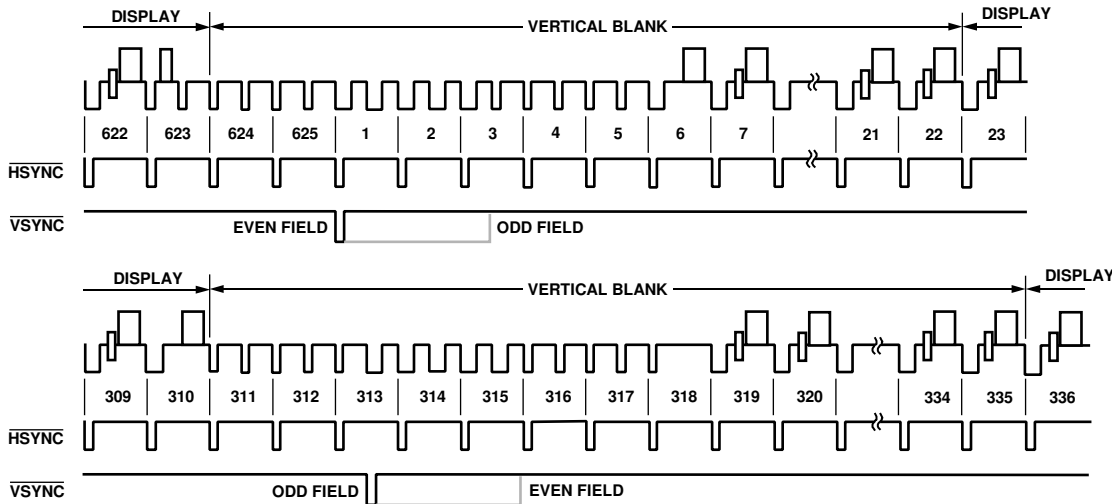 DISPLAY VERTICAL BLANK DISPLAY
622 623 624 625 1 2 3 4 5 6 7 21 22 23
HSYNC
VSYNC
EVEN FIELD ODD FIELD
DISPLAY VERTICAL BLANK DISPLAY
309 310 311 312 313 314 315 316 317 318 319 320 334 335 336
HSYNC
VSYNC
ODD FIELD EVEN FIELD